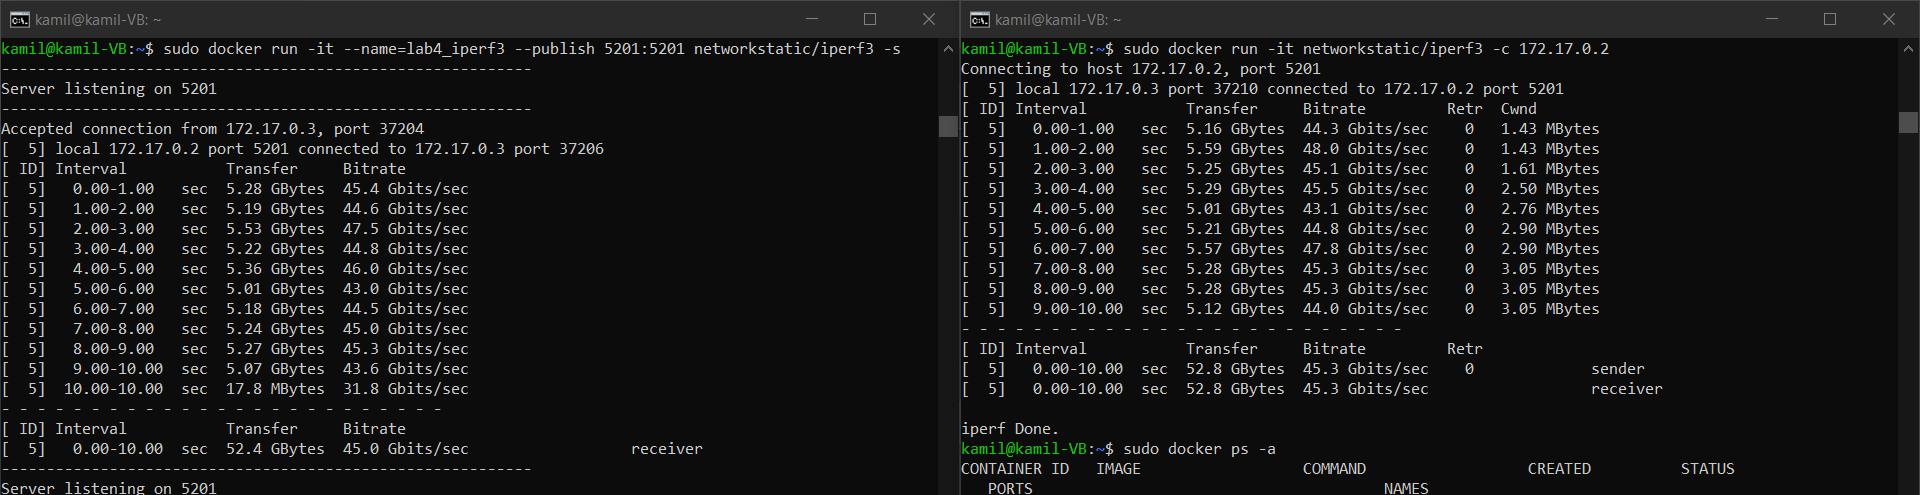 kamil@kamil-VB: ~
kamil@kamil-VB:~$ sudo docker run -it --name=lab4_iperf3 --publish 5201:5201 networkstatic/iperf3 -s
-----------------------------------------------------------
Server listening on 5201
-----------------------------------------------------------
Accepted connection from 172.17.0.3, port 37204
[  5] local 172.17.0.2 port 5201 connected to 172.17.0.3 port 37206
[ ID] Interval           Transfer     Bitrate
[  5]   0.00-1.00   sec  5.28 GBytes  45.4 Gbits/sec
[  5]   1.00-2.00   sec  5.19 GBytes  44.6 Gbits/sec
[  5]   2.00-3.00   sec  5.53 GBytes  47.5 Gbits/sec
[  5]   3.00-4.00   sec  5.22 GBytes  44.8 Gbits/sec
[  5]   4.00-5.00   sec  5.36 GBytes  46.0 Gbits/sec
[  5]   5.00-6.00   sec  5.01 GBytes  43.0 Gbits/sec
[  5]   6.00-7.00   sec  5.18 GBytes  44.5 Gbits/sec
[  5]   7.00-8.00   sec  5.24 GBytes  45.0 Gbits/sec
[  5]   8.00-9.00   sec  5.27 GBytes  45.3 Gbits/sec
[  5]   9.00-10.00  sec  5.07 GBytes  43.6 Gbits/sec
[  5]  10.00-10.00  sec  17.8 MBytes  31.8 Gbits/sec
- - - - - - - - - - - - - - - - - - - - - - - - -
[ ID] Interval           Transfer     Bitrate
[  5]   0.00-10.00  sec  52.4 GBytes  45.0 Gbits/sec                  receiver
-----------------------------------------------------------
Server listening on 5201
kamil@kamil-VB: ~
kamil@kamil-VB:~$ sudo docker run -it networkstatic/iperf3 -c 172.17.0.2
Connecting to host 172.17.0.2, port 5201
[  5] local 172.17.0.3 port 37210 connected to 172.17.0.2 port 5201
[ ID] Interval           Transfer     Bitrate         Retr  Cwnd
[  5]   0.00-1.00   sec  5.16 GBytes  44.3 Gbits/sec    0   1.43 MBytes
[  5]   1.00-2.00   sec  5.59 GBytes  48.0 Gbits/sec    0   1.43 MBytes
[  5]   2.00-3.00   sec  5.25 GBytes  45.1 Gbits/sec    0   1.61 MBytes
[  5]   3.00-4.00   sec  5.29 GBytes  45.5 Gbits/sec    0   2.50 MBytes
[  5]   4.00-5.00   sec  5.01 GBytes  43.1 Gbits/sec    0   2.76 MBytes
[  5]   5.00-6.00   sec  5.21 GBytes  44.8 Gbits/sec    0   2.90 MBytes
[  5]   6.00-7.00   sec  5.57 GBytes  47.8 Gbits/sec    0   2.90 MBytes
[  5]   7.00-8.00   sec  5.28 GBytes  45.3 Gbits/sec    0   3.05 MBytes
[  5]   8.00-9.00   sec  5.28 GBytes  45.3 Gbits/sec    0   3.05 MBytes
[  5]   9.00-10.00  sec  5.12 GBytes  44.0 Gbits/sec    0   3.05 MBytes
- - - - - - - - - - - - - - - - - - - - - - - - -
[ ID] Interval           Transfer     Bitrate         Retr
[  5]   0.00-10.00  sec  52.8 GBytes  45.3 Gbits/sec    0             sender
[  5]   0.00-10.00  sec  52.8 GBytes  45.3 Gbits/sec                  receiver
iperf Done.
kamil@kamil-VB:~$ sudo docker ps -a
CONTAINER ID   IMAGE                  COMMAND                  CREATED          STATUS
   PORTS                                       NAMES